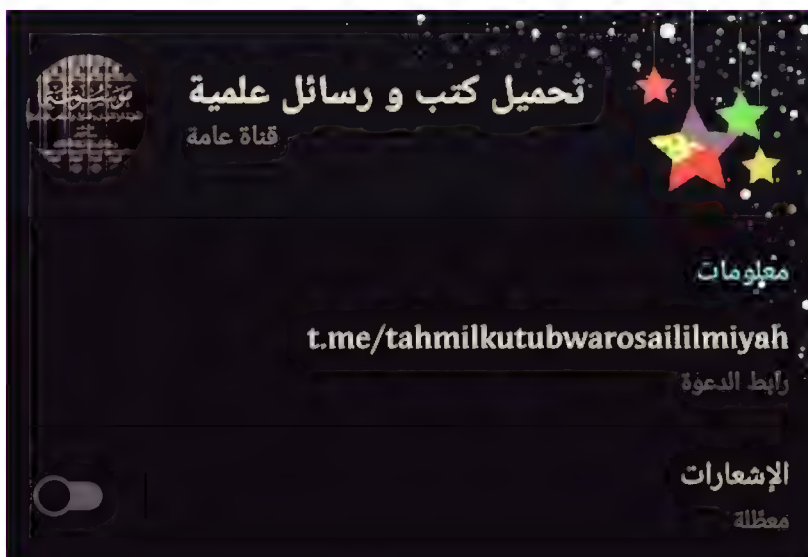 تحميل كتب و رسائل علمية
قناة عامة
معلومات
t.me/tahmilkutubwarosaililmiyah
رابط الدعوة
الإشعارات
معطلة